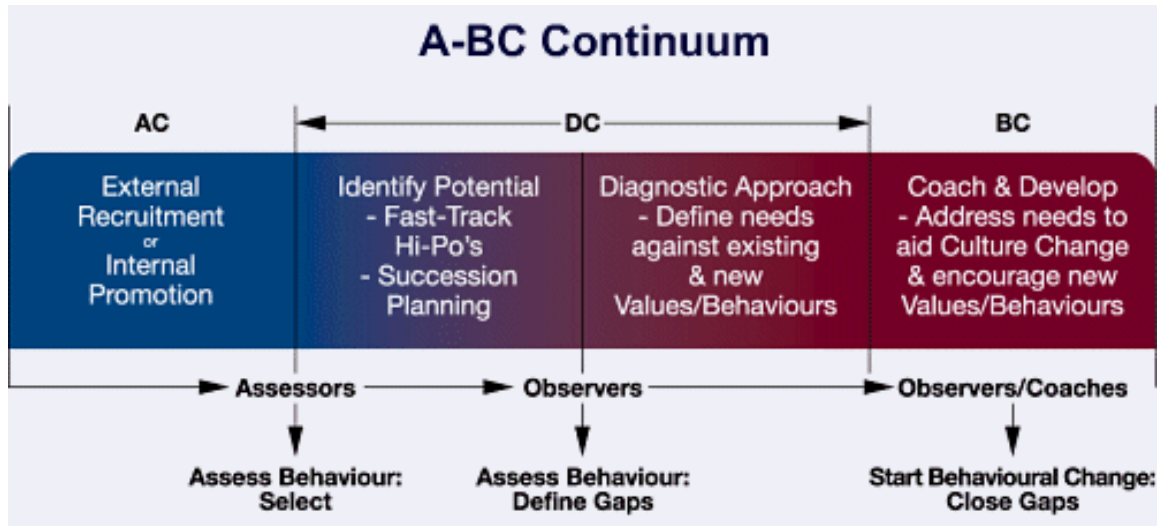 A-BC Continuum
AC
DC
BC
External
Recruitment
or
Internal
Promotion
Identify Potential
- Fast-Track
Hi-Po's
- Succession
Planning
Diagnostic Approach
- Define needs
against existing
& new
Values/Behaviours
Coach & Develop
- Address needs to
aid Culture Change
& encourage new
Values/Behaviours
Assessors
Observers
Observers/Coaches
Assess Behaviour:
Select
Assess Behaviour:
Define Gaps
Start Behavioural Change:
Close Gaps